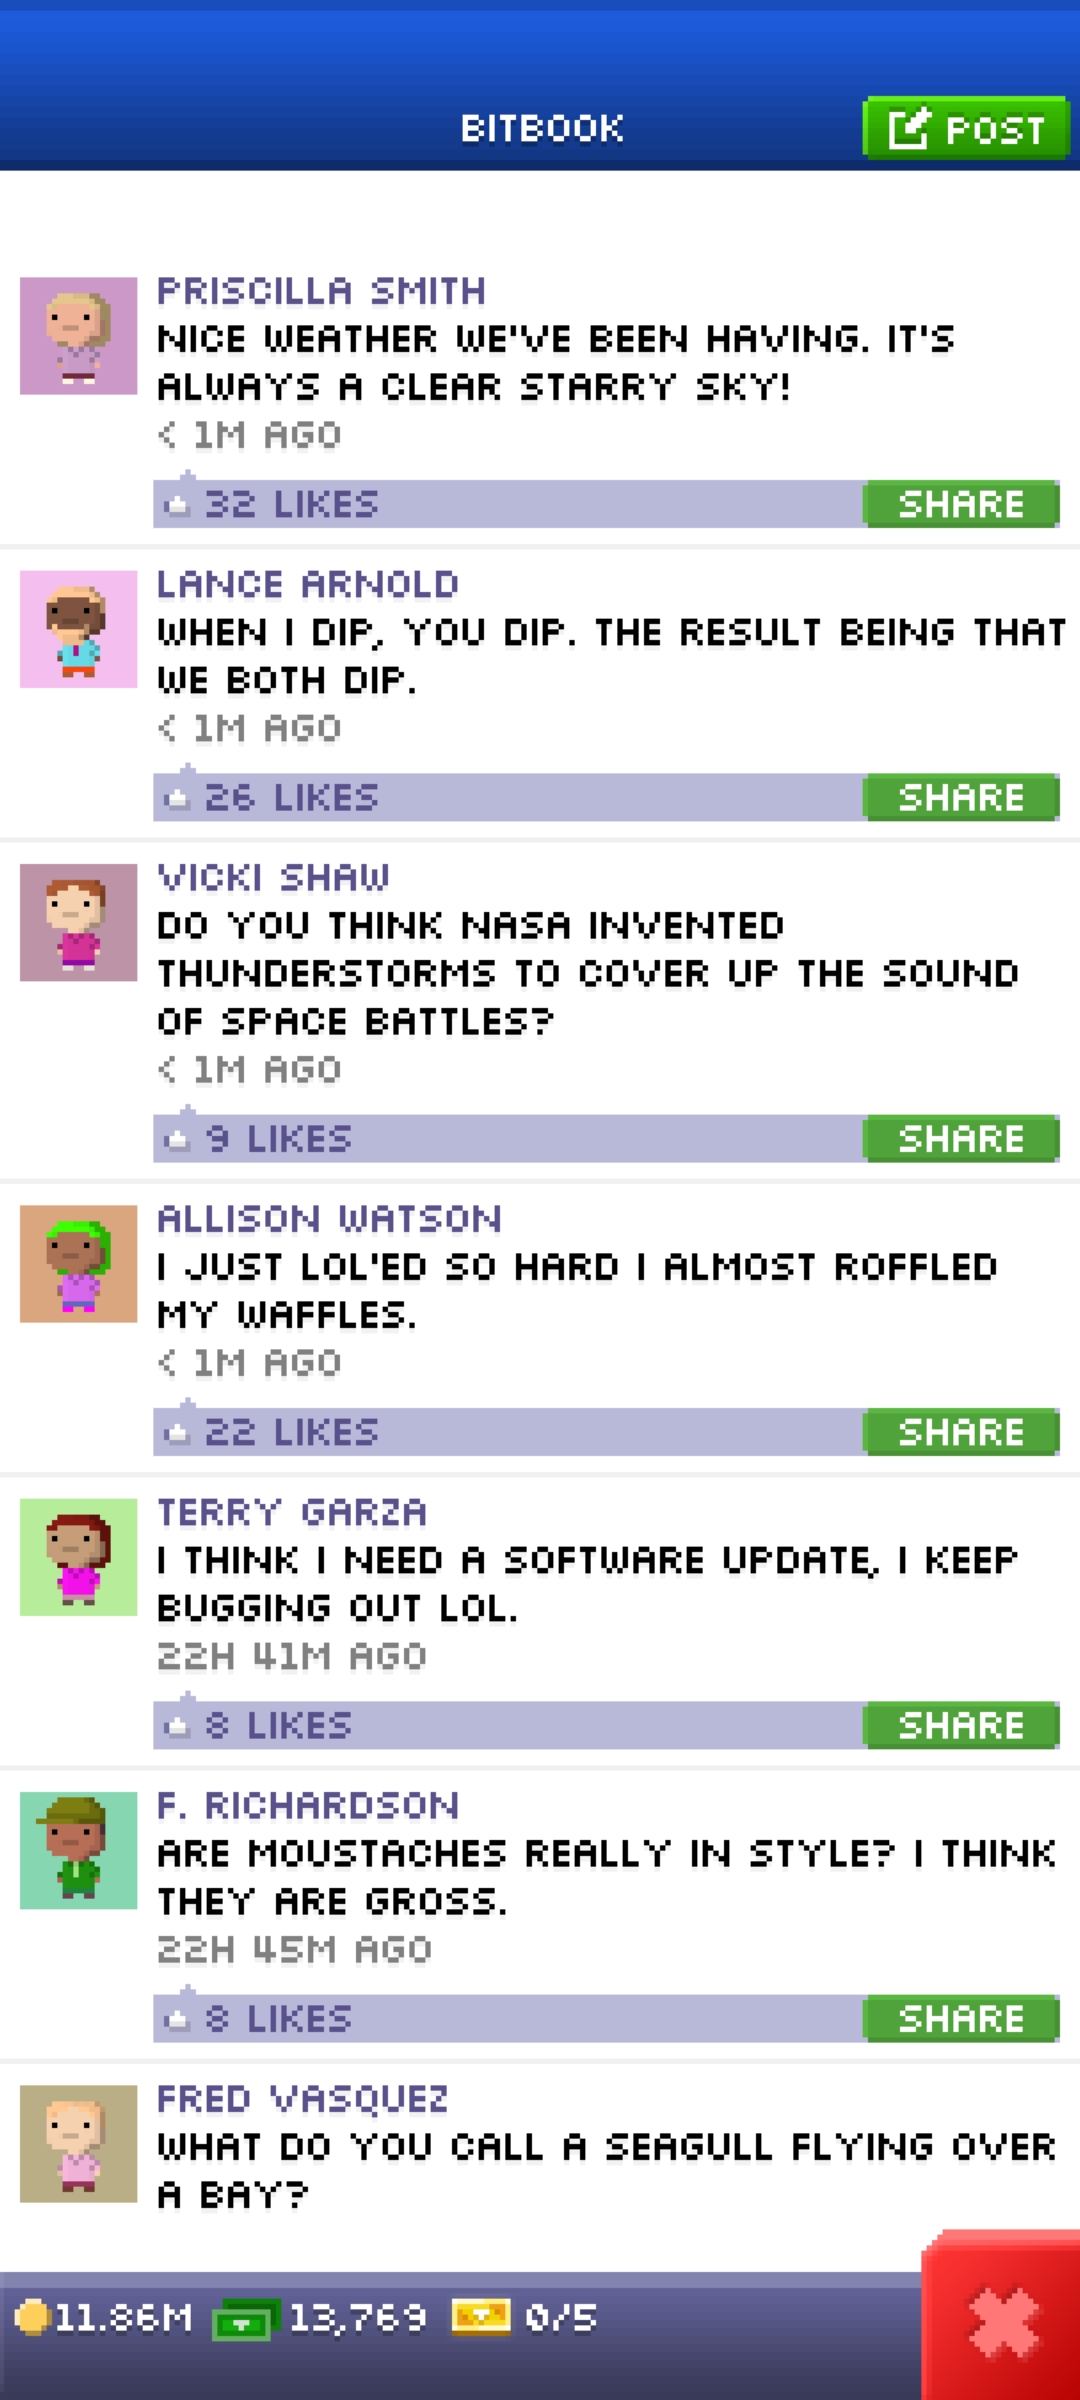 BITBOOK
POST
PRISCILLA SMITH
NICE WEATHER WE'VE BEEN HAVING. IT'S
ALWAYS A CLEAR STARRY SKY!
< 1M AGO
32 LIKES
SHARE
LANCE ARNOLD
WHEN I DIP, YOU DIP. THE RESULT BEING THAT
WE BOTH DIP.
< 1M AGO
26 LIKES
SHARE
VICKI SHAW
DO YOU THINK NASA INVENTED
THUNDERSTORMS TO COVER UP THE SOUND
OF SPACE BATTLES?
< 1M AGO
9 LIKES
SHARE
ALLISON WATSON
I JUST LOL'ED SO HARD I ALMOST ROFFLED
MY WAFFLES.
< 1M AGO
22 LIKES
SHARE
TERRY GARZA
I THINK I NEED A SOFTWARE UPDATE, I KEEP
BUGGING OUT LOL.
22H 41M AGO
8 LIKES
SHARE
F. RICHARDSON
ARE MOUSTACHES REALLY IN STYLE? I THINK
THEY ARE GROSS.
22H 45M AGO
8 LIKES
SHARE
FRED VASQUEZ
WHAT DO YOU CALL A SEAGULL FLYING OVER
A BAY?
11.86M 13,769 0/5